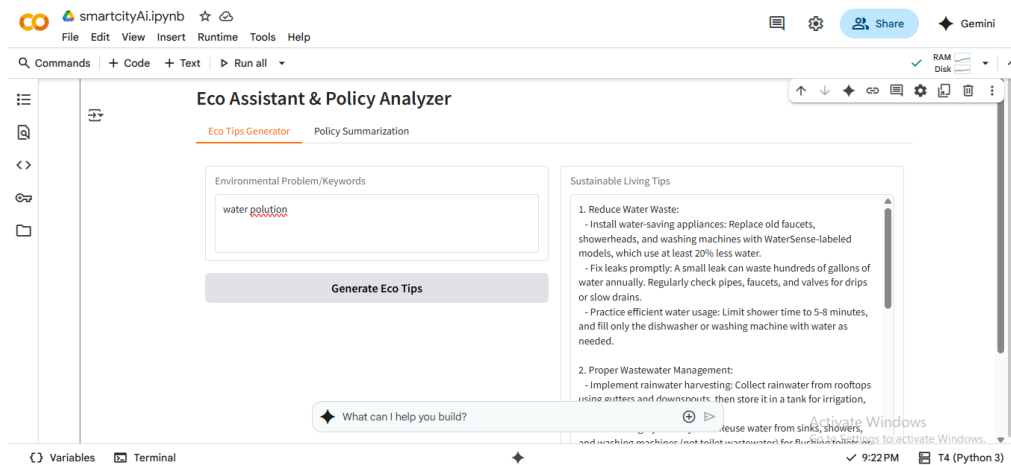 smartcityAi.ipynb
File Edit View Insert Runtime Tools Help
Share
Gemini
Commands + Code + Text Run all
RAM
Disk
Eco Assistant & Policy Analyzer
Eco Tips Generator Policy Summarization
Environmental Problem/Keywords
water polution
Generate Eco Tips
Sustainable Living Tips
1. Reduce Water Waste:
- Install water-saving appliances: Replace old faucets,
showerheads, and washing machines with WaterSense-labeled
models, which use at least 20% less water.
- Fix leaks promptly: A small leak can waste hundreds of gallons of
water annually. Regularly check pipes, faucets, and valves for drips
or slow drains.
- Practice efficient water usage: Limit shower time to 5-8 minutes,
and fill only the dishwasher or washing machine with water as
needed.
2. Proper Wastewater Management:
- Implement rainwater harvesting: Collect rainwater from rooftops
using gutters and downspouts, then store it in a tank for irrigation,
reuse water from sinks, showers,
and washing machines (not toilet wastewater) for flushing toilets or
What can I help you build?
Activate Windows
Go to Settings to activate Windows.
{} Variables Terminal
9:22 PM T4 (Python 3)